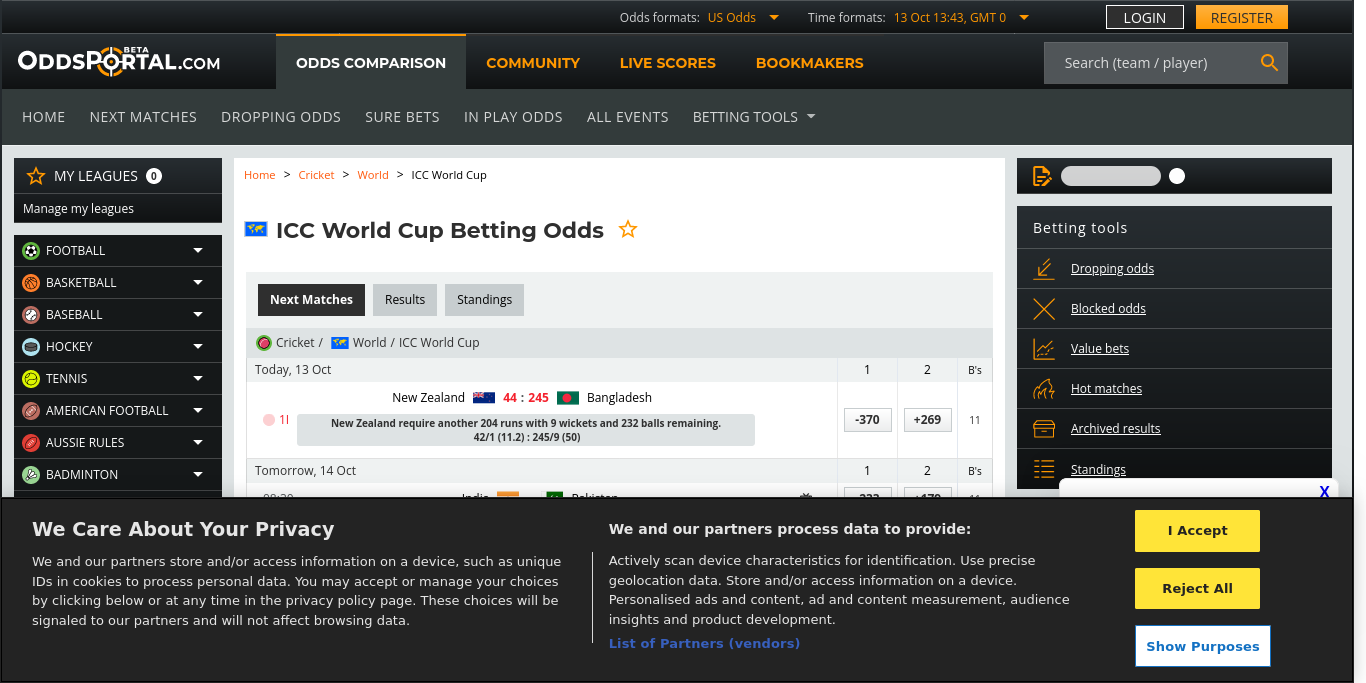 Odds formats: US Odds
Time formats: 13 Oct 13:43, GMT 0
LOGIN
REGISTER
ODDSPORTAL.COM
BETA
ODDS COMPARISON
COMMUNITY
LIVE SCORES
BOOKMAKERS
Search (team / player)
HOME
NEXT MATCHES
DROPPING ODDS
SURE BETS
IN PLAY ODDS
ALL EVENTS
BETTING TOOLS
MY LEAGUES 0
Manage my leagues
FOOTBALL
BASKETBALL
BASEBALL
HOCKEY
TENNIS
AMERICAN FOOTBALL
AUSSIE RULES
BADMINTON
Home > Cricket > World > ICC World Cup
ICC World Cup Betting Odds
Next Matches
Results
Standings
Cricket / World / ICC World Cup
Today, 13 Oct 1 2 B's
New Zealand 44 : 245 Bangladesh
1I
New Zealand require another 204 runs with 9 wickets and 232 balls remaining.
42/1 (11.2) : 245/9 (50)
-370 +269 11
Tomorrow, 14 Oct 1 2 B's
India Pakistan
Betting tools
Dropping odds
Blocked odds
Value bets
Hot matches
Archived results
Standings
X
We Care About Your Privacy
We and our partners store and/or access information on a device, such as unique
IDs in cookies to process personal data. You may accept or manage your choices
by clicking below or at any time in the privacy policy page. These choices will be
signaled to our partners and will not affect browsing data.
We and our partners process data to provide:
Actively scan device characteristics for identification. Use precise
geolocation data. Store and/or access information on a device.
Personalised ads and content, ad and content measurement, audience
insights and product development.
List of Partners (vendors)
I Accept
Reject All
Show Purposes